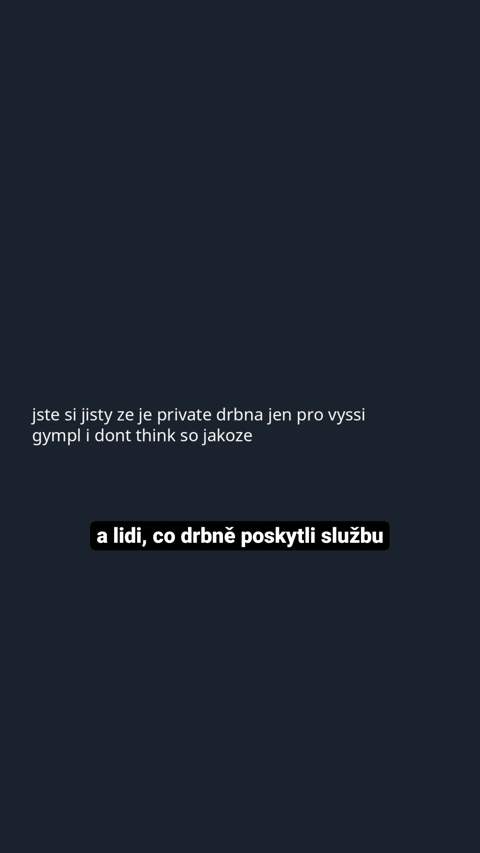 jste si jisty ze je private drbna jen pro vyssi
gympl i dont think so jakoze
a lidi, co drbně poskytli službu